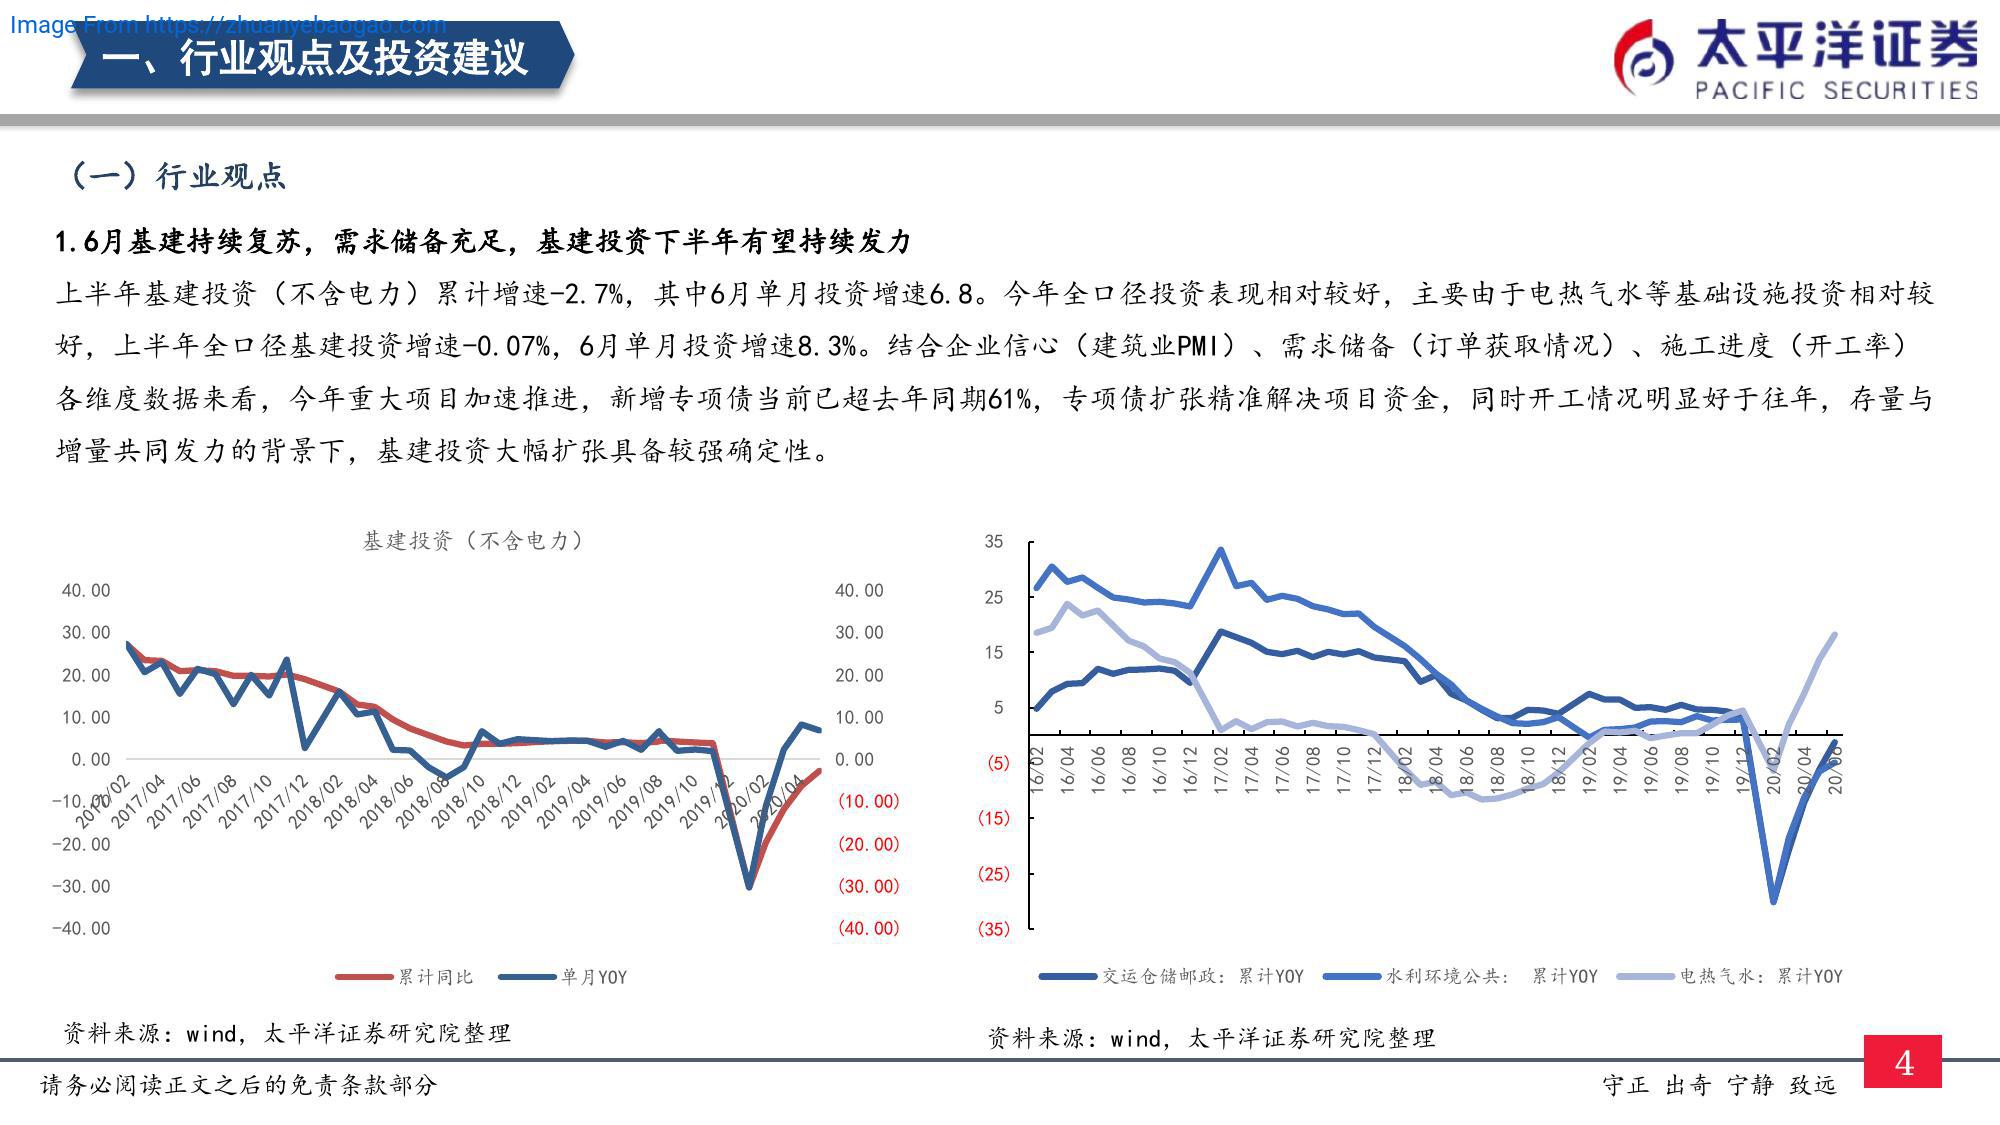 Image From https://zhuanyebaogao.com
一、行业观点及投资建议
太平洋证券
PACIFIC SECURITIES
（一）行业观点
1.6月基建持续复苏，需求储备充足，基建投资下半年有望持续发力
上半年基建投资（不含电力）累计增速-2.7%，其中6月单月投资增速6.8。今年全口径投资表现相对较好，主要由于电热气水等基础设施投资相对较
好，上半年全口径基建投资增速-0.07%，6月单月投资增速8.3%。结合企业信心（建筑业PMI）、需求储备（订单获取情况）、施工进度（开工率）
各维度数据来看，今年重大项目加速推进，新增专项债当前已超去年同期61%，专项债扩张精准解决项目资金，同时开工情况明显好于往年，存量与
增量共同发力的背景下，基建投资大幅扩张具备较强确定性。
基建投资（不含电力）
40.00
30.00
20.00
10.00
0.00
-10.00
-20.00
-30.00
-40.00
40.00
30.00
20.00
10.00
0.00
(10.00)
(20.00)
(30.00)
(40.00)
2017/02 2017/04 2017/06 2017/08 2017/10 2017/12 2018/02 2018/04 2018/06 2018/08 2018/10 2018/12 2019/02 2019/04 2019/06 2019/08 2019/10 2019/12 2020/02 2020/04
累计同比 单月YOY
35
25
15
5
(5)
(15)
(25)
(35)
16/02 16/04 16/06 16/08 16/10 16/12 17/02 17/04 17/06 17/08 17/10 17/12 18/02 18/04 18/06 18/08 18/10 18/12 19/02 19/04 19/06 19/08 19/10 19/12 20/02 20/04 20/06
交运仓储邮政：累计YOY 水利环境公共： 累计YOY 电热气水：累计YOY
资料来源：wind，太平洋证券研究院整理
资料来源：wind，太平洋证券研究院整理
请务必阅读正文之后的免责条款部分
守正 出奇 宁静 致远
4